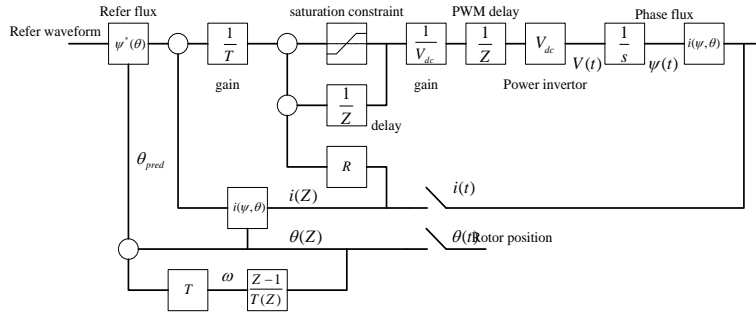 Refer flux
saturation constraint
PWM delay
Phase flux
Refer waveform
ψ*(θ)
1/T
1/V_dc
1/Z
V_dc
1/s
i(ψ,θ)
gain
gain
Power invertor
V(t)
ψ(t)
1/Z
delay
θ_pred
R
i(Z)
i(t)
i(ψ,θ)
θ(Z)
θ(t)
Rotor position
T
ω
Z−1/T(Z)